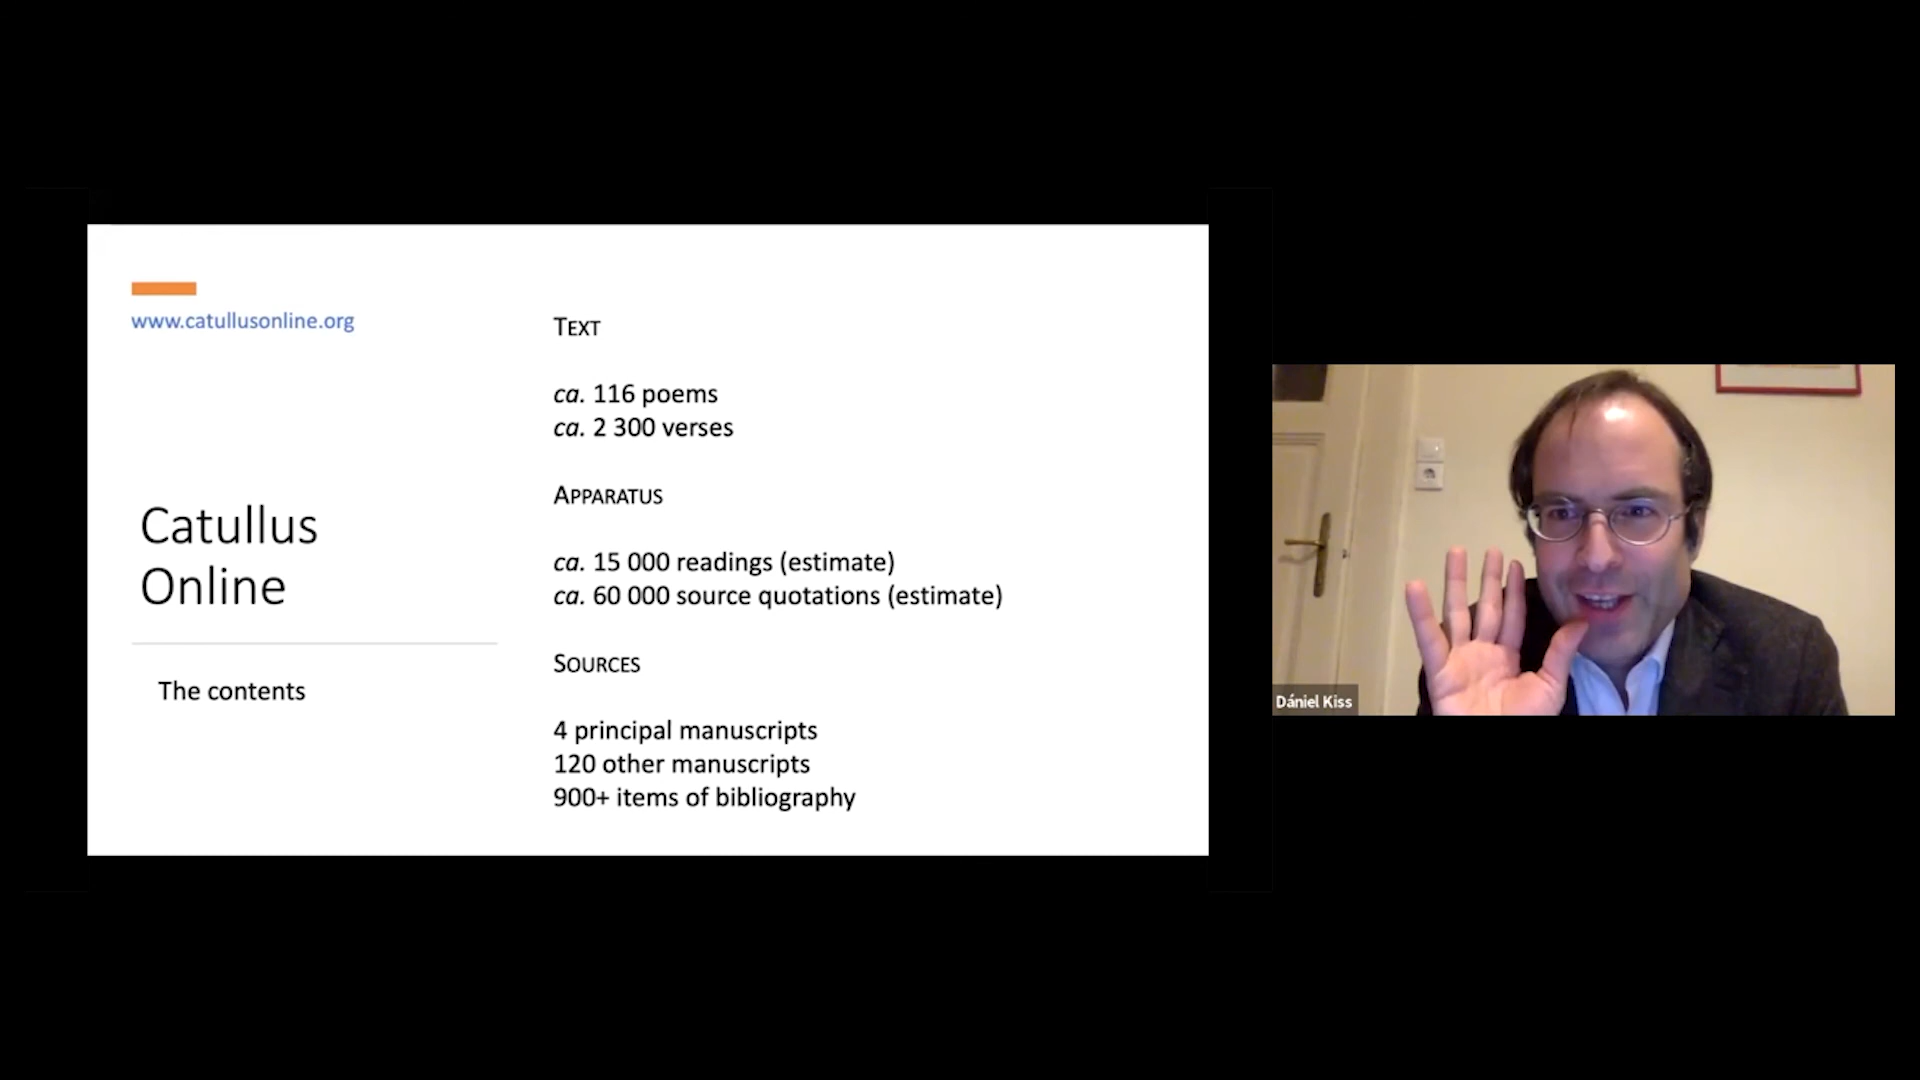 www.catullusonline.org
Catullus
Online
The contents
TEXT
ca. 116 poems
ca. 2 300 verses
APPARATUS
ca. 15 000 readings (estimate)
ca. 60 000 source quotations (estimate)
SOURCES
4 principal manuscripts
120 other manuscripts
900+ items of bibliography
Dániel Kiss